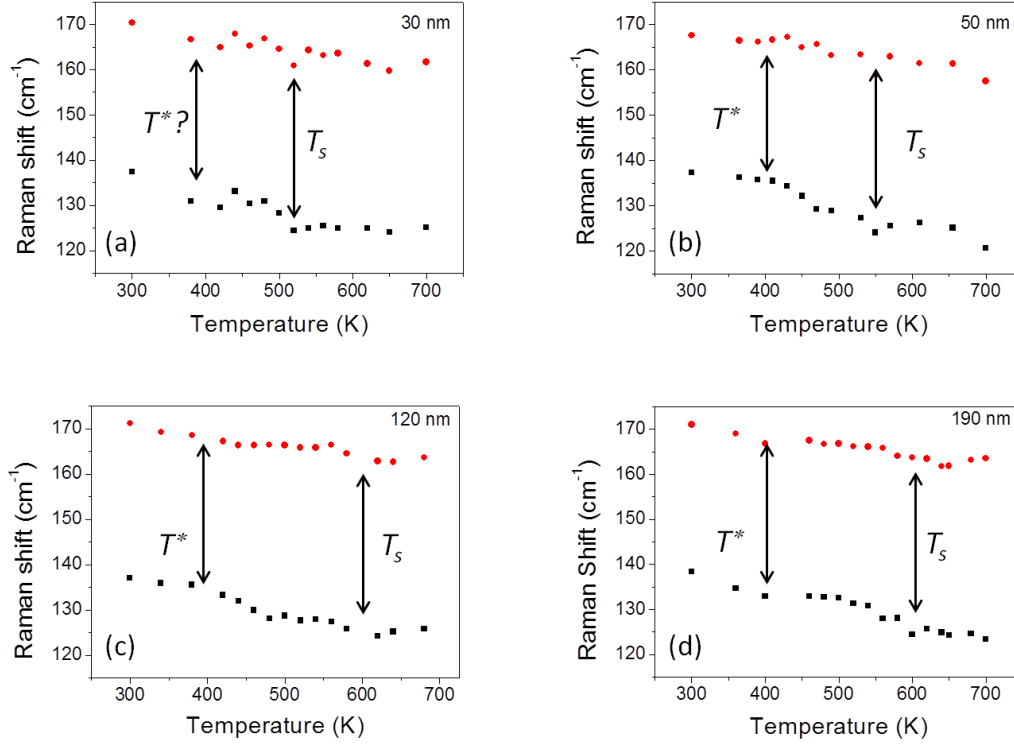 30 nm
170
160
150
140
130
120
Raman shift (cm⁻¹)
T*?
Tₛ
(a)
300 400 500 600 700
Temperature (K)
50 nm
170
160
150
140
130
120
Raman shift (cm⁻¹)
T*
Tₛ
(b)
300 400 500 600 700
Temperature (K)
120 nm
170
160
150
140
130
120
Raman shift (cm⁻¹)
T*
Tₛ
(c)
300 400 500 600 700
Temperature (K)
190 nm
170
160
150
140
130
120
Raman Shift (cm⁻¹)
T*
Tₛ
(d)
300 400 500 600 700
Temperature (K)